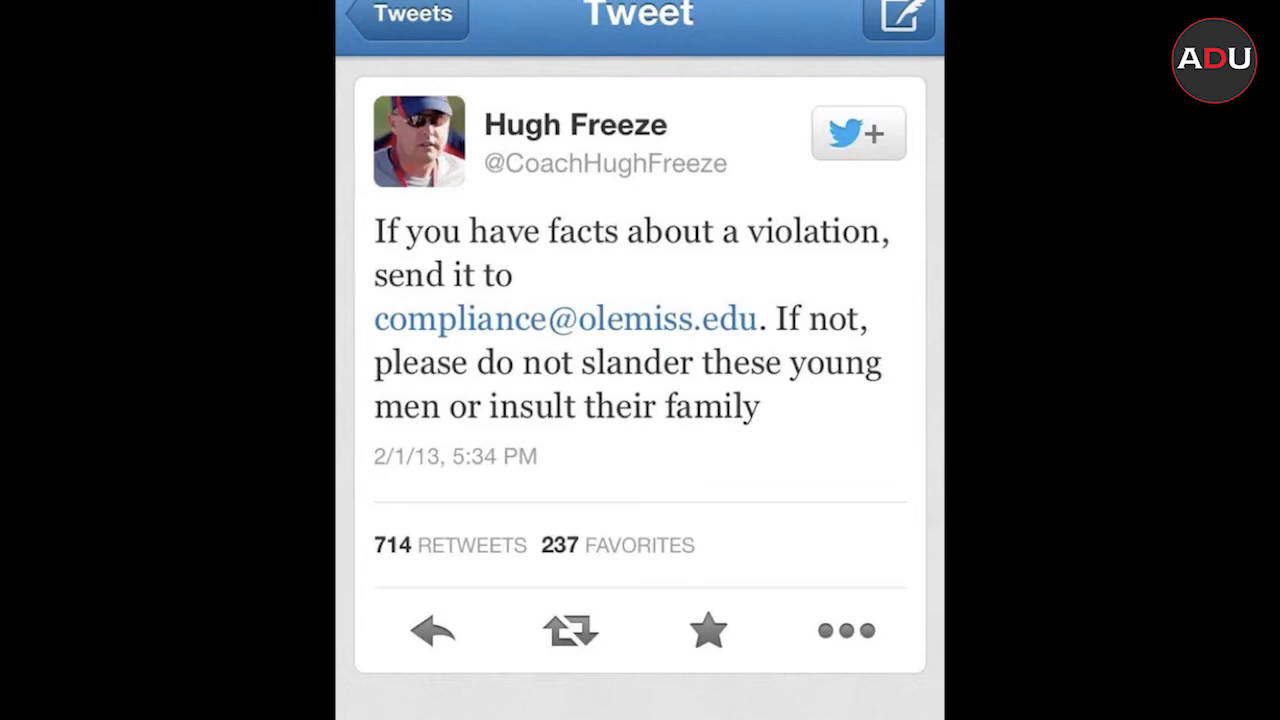 Tweets
Tweet
ADU
Hugh Freeze
@CoachHughFreeze
If you have facts about a violation,
send it to
compliance@olemiss.edu. If not,
please do not slander these young
men or insult their family
2/1/13, 5:34 PM
714 RETWEETS 237 FAVORITES